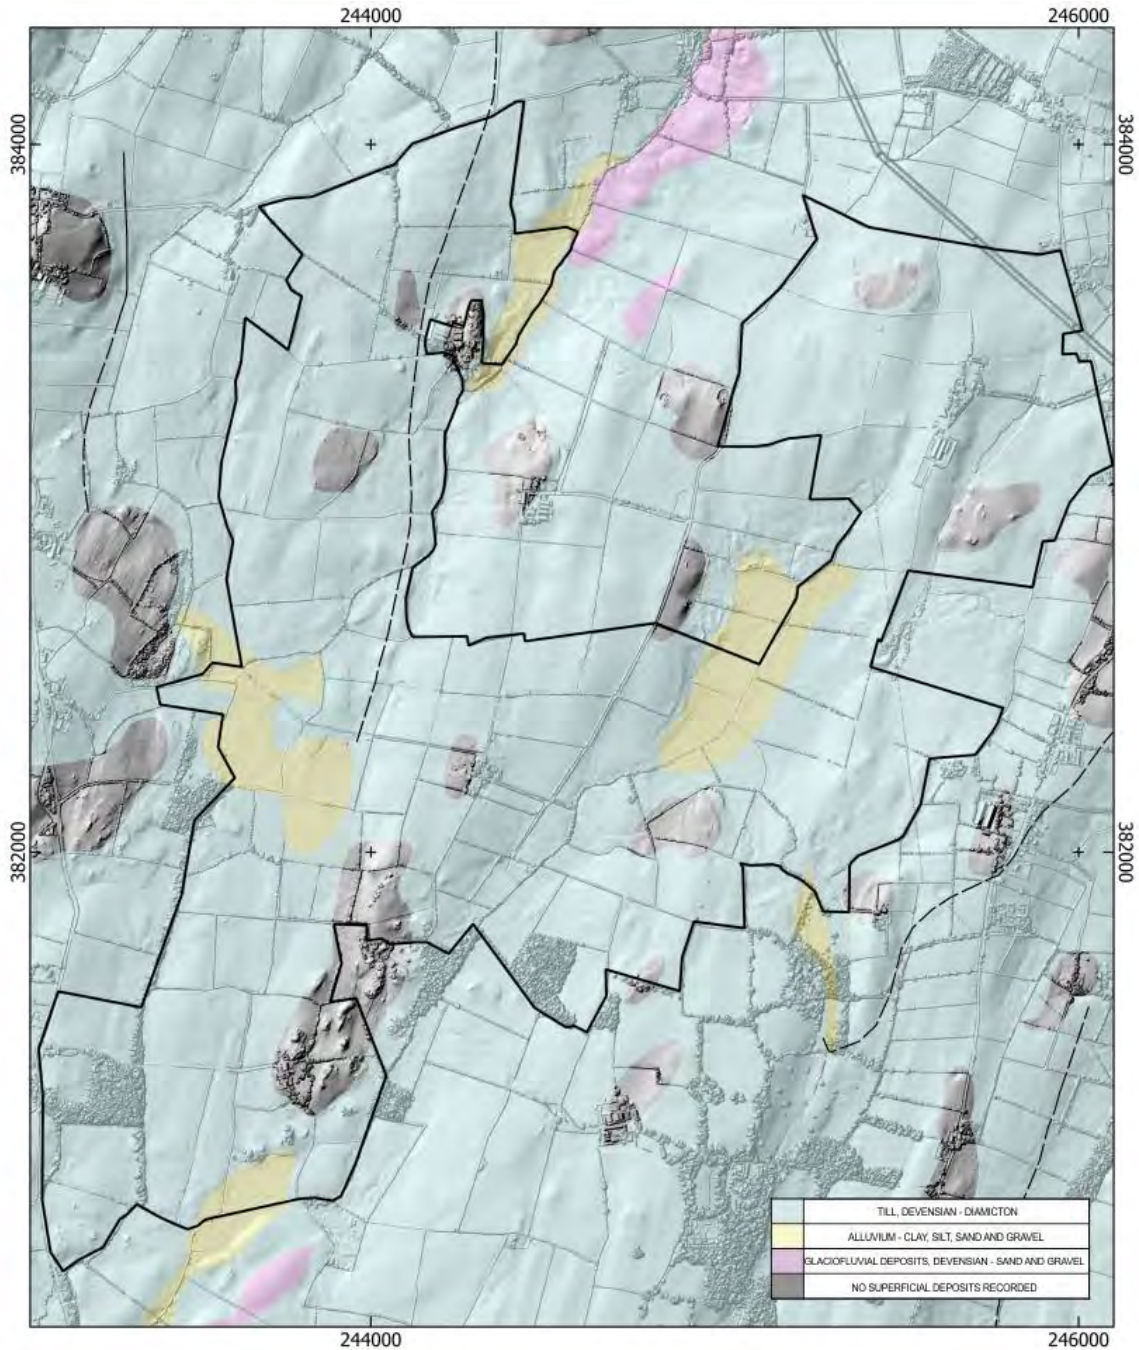 244000 246000
384000 384000
382000 382000
TILL, DEVENSIAN - DIAMICTON
ALLUVIUM - CLAY, SILT, SAND AND GRAVEL
GLACIOFLUVIAL DEPOSITS, DEVENSIAN - SAND AND GRAVEL
NO SUPERFICIAL DEPOSITS RECORDED
244000 246000